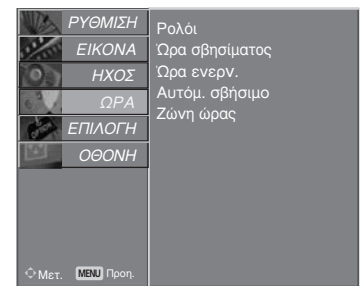 ΡΥΘΜΙΣΗ
ΕΙΚΟΝΑ
ΗΧΟΣ
ΩΡΑ
ΕΠΙΛΟΓΗ
ΟΘΟΝΗ
Ρολόι
Ώρα σβησίματος
Ώρα ενεργ.
Αυτόμ. σβήσιμο
Ζώνη ώρας
Μετ. MENU Προη.